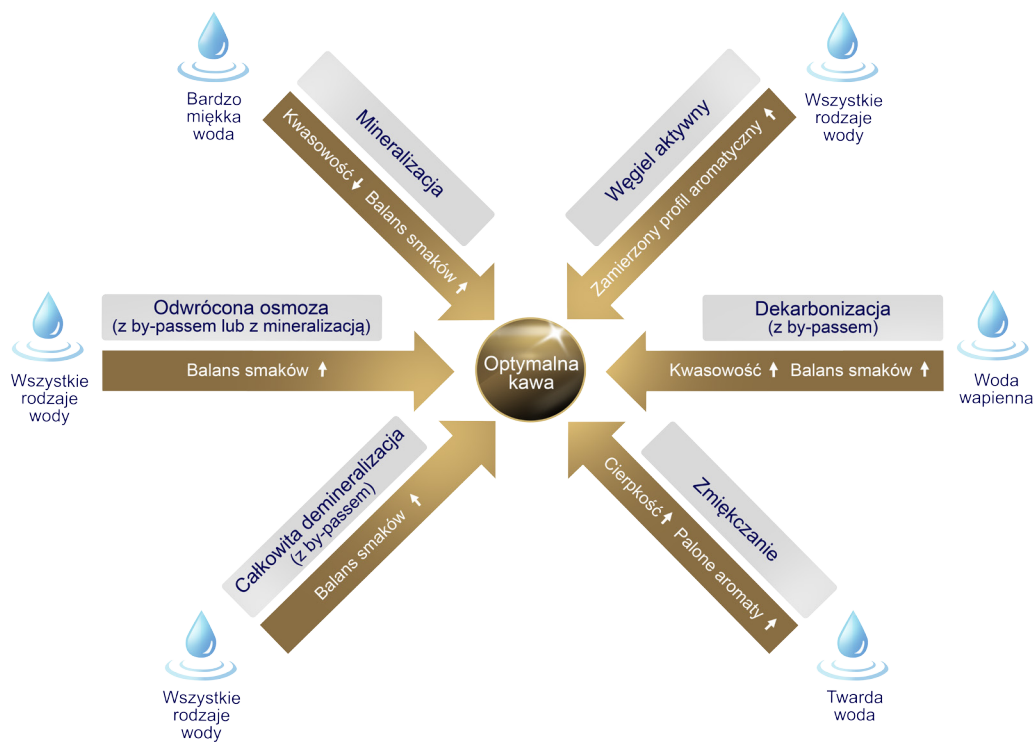 Bardzo
miękka
woda
Mineralizacja
Kwasowość ↓ Balans smaków ↑
Wszystkie
rodzaje
wody
Węgiel aktywny
Zamierzony profil aromatyczny ↑
Wszystkie
rodzaje
wody
Odwrócona osmoza
(z by-passem lub z mineralizacją)
Balans smaków ↑
Optymalna
kawa
Dekarbonizacja
(z by-passem)
Kwasowość ↑ Balans smaków ↑
Woda
wapienna
Całkowita demineralizacja
(z by-passem)
Balans smaków ↑
Wszystkie
rodzaje
wody
Zmiękczanie
Cierpkość ↑ Palone aromaty ↑
Twarda
woda